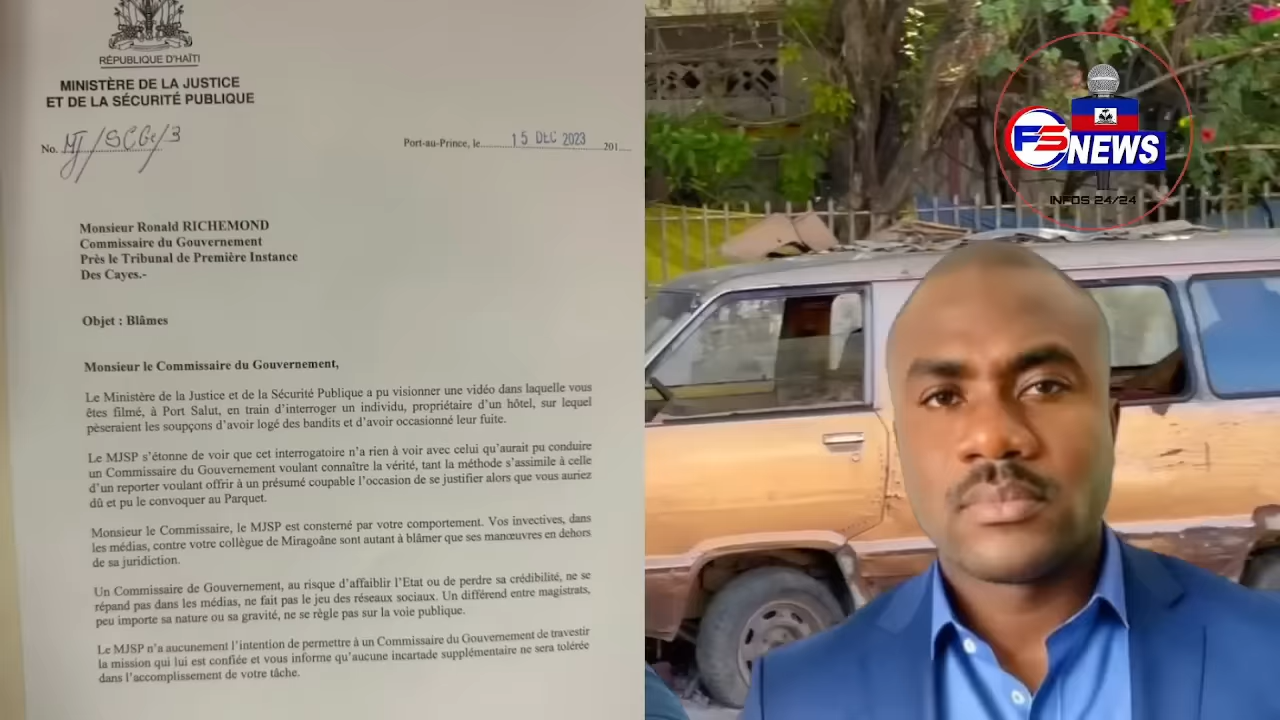 RÉPUBLIQUE D'HAÏTI
MINISTÈRE DE LA JUSTICE
ET DE LA SÉCURITÉ PUBLIQUE
No.
Port-au-Prince, le 15 DEC 2023 201
Monsieur Ronald RICHEMOND
Commissaire du Gouvernement
Près le Tribunal de Première Instance
Des Cayes.-
Objet : Blâmes
Monsieur le Commissaire du Gouvernement,
Le Ministère de la Justice et de la Sécurité Publique a pu visionner une vidéo dans laquelle vous
êtes filmé, à Port Salut, en train d'interroger un individu, propriétaire d'un hôtel, sur lequel
pèseraient les soupçons d'avoir logé des bandits et d'avoir occasionné leur fuite.
Le MJSP s'étonne de voir que cet interrogatoire n'a rien à voir avec celui qu'aurait pu conduire
un Commissaire du Gouvernement voulant connaître la vérité, tant la méthode s'assimile à celle
d'un reporter voulant offrir à un présumé coupable l'occasion de se justifier alors que vous auriez
dû et pu le convoquer au Parquet.
Monsieur le Commissaire, le MJSP est consterné par votre comportement. Vos invectives, dans
les médias, contre votre collègue de Miragoâne sont autant à blâmer que ses manœuvres en dehors
de sa juridiction.
Un Commissaire de Gouvernement, au risque d'affaiblir l'Etat ou de perdre sa crédibilité, ne se
répand pas dans les médias, ne fait pas le jeu des réseaux sociaux. Un différend entre magistrats,
peu importe sa nature ou sa gravité, ne se règle pas sur la voie publique.
Le MJSP n'a aucunement l'intention de permettre à un Commissaire du Gouvernement de travestir
la mission qui lui est confiée et vous informe qu'aucune incartade supplémentaire ne sera tolérée
dans l'accomplissement de votre tâche.
FS NEWS
INFOS 24/24